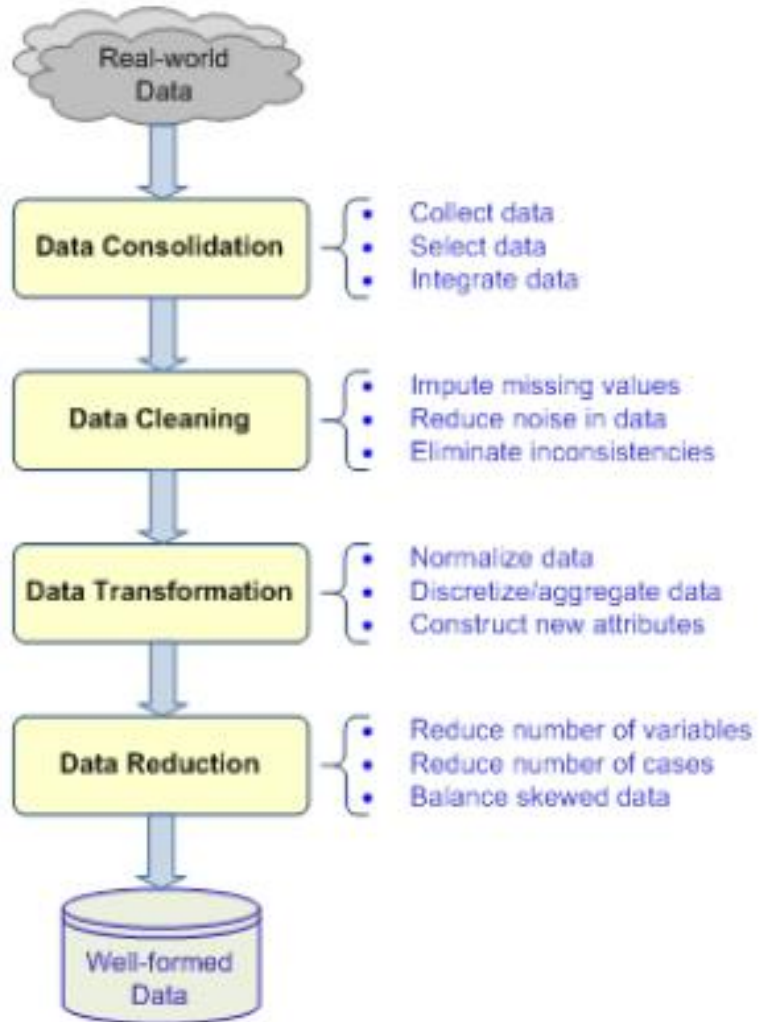 Real-world
Data
Data Consolidation
• Collect data
• Select data
• Integrate data
Data Cleaning
• Impute missing values
• Reduce noise in data
• Eliminate inconsistencies
Data Transformation
• Normalize data
• Discretize/aggregate data
• Construct new attributes
Data Reduction
• Reduce number of variables
• Reduce number of cases
• Balance skewed data
Well-formed
Data